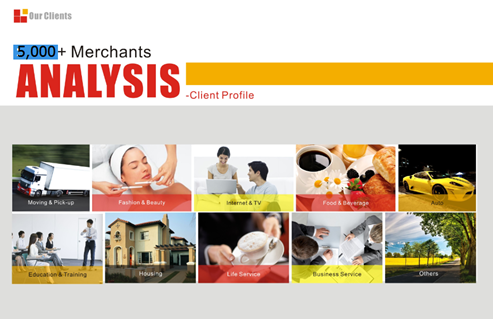 Our Clients
5,000+ Merchants
ANALYSIS
-Client Profile
Moving & Pick-up
Fashion & Beauty
Internet & TV
Food & Beverage
Auto
Education & Training
Housing
Life Service
Business Service
Others